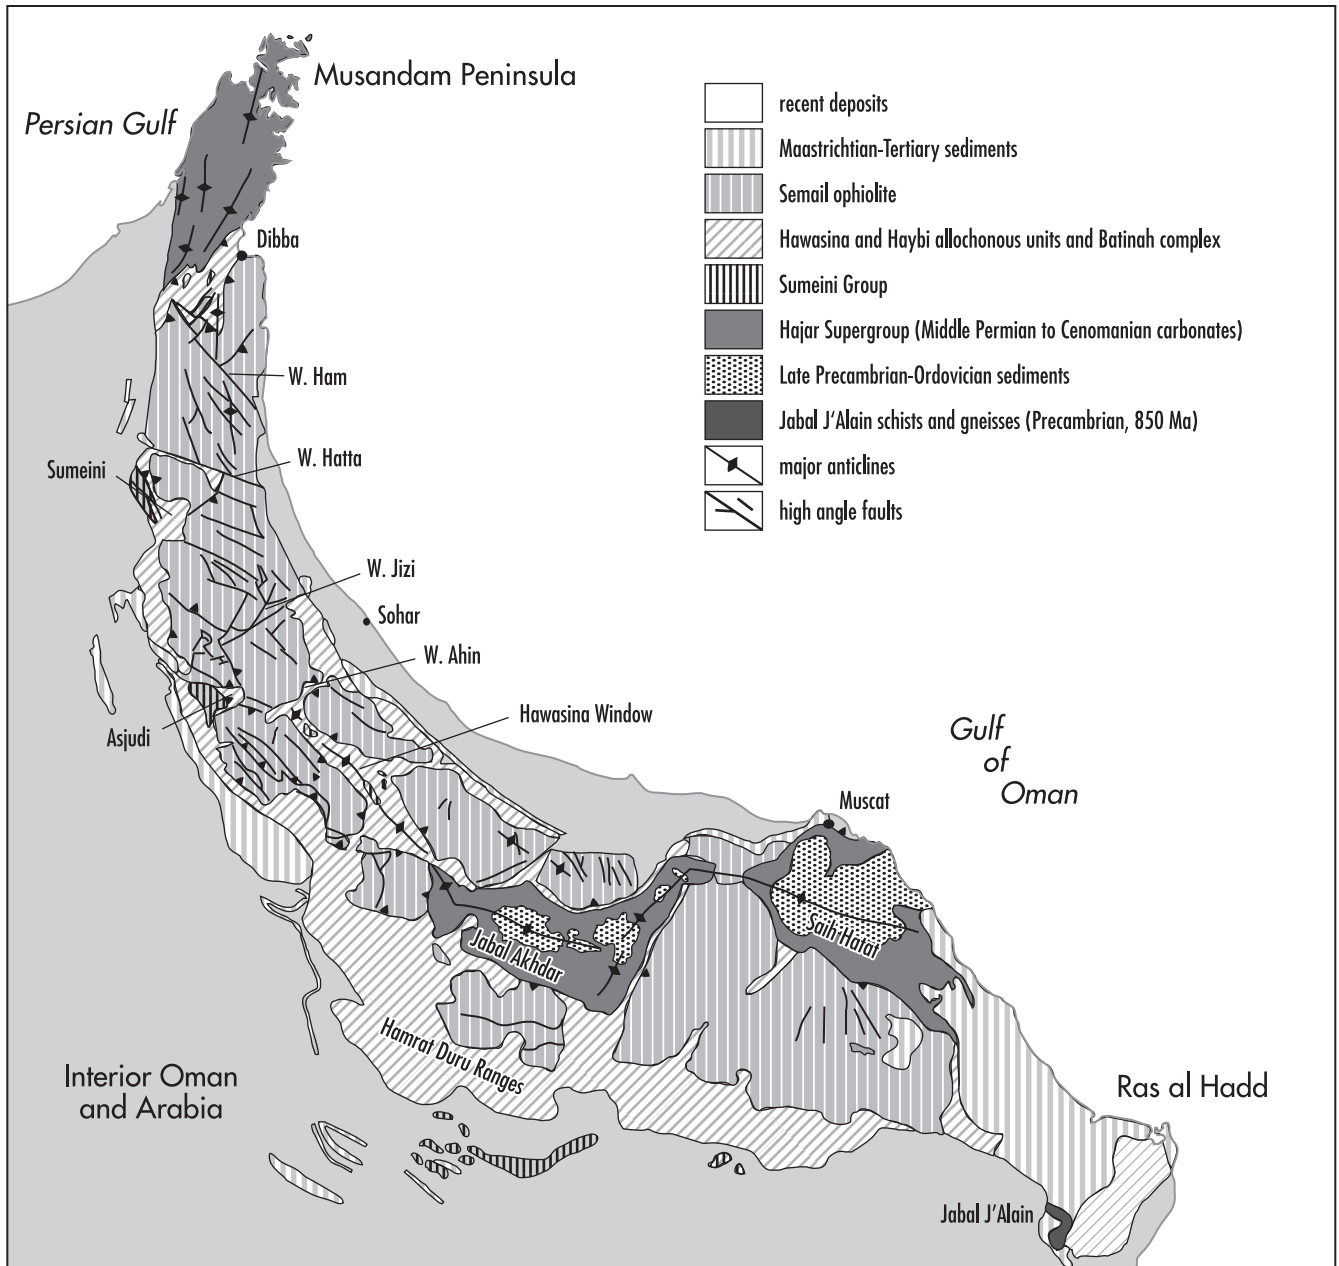 Musandam Peninsula
Persian Gulf
recent deposits
Maastrichtian-Tertiary sediments
Semail ophiolite
Hawasina and Haybi allochonous units and Batinah complex
Sumeini Group
Hajar Supergroup (Middle Permian to Cenomanian carbonates)
Late Precambrian-Ordovician sediments
Jabal J'Alain schists and gneisses (Precambrian, 850 Ma)
major anticlines
high angle faults
Dibba
W. Ham
W. Hatta
Sumeini
W. Jizi
Sohar
W. Ahin
Hawasina Window
Asjudi
Gulf
of
Oman
Muscat
Saih Hatat
Jabal Akhdar
Hamrat Duru Ranges
Interior Oman
and Arabia
Ras al Hadd
Jabal J'Alain